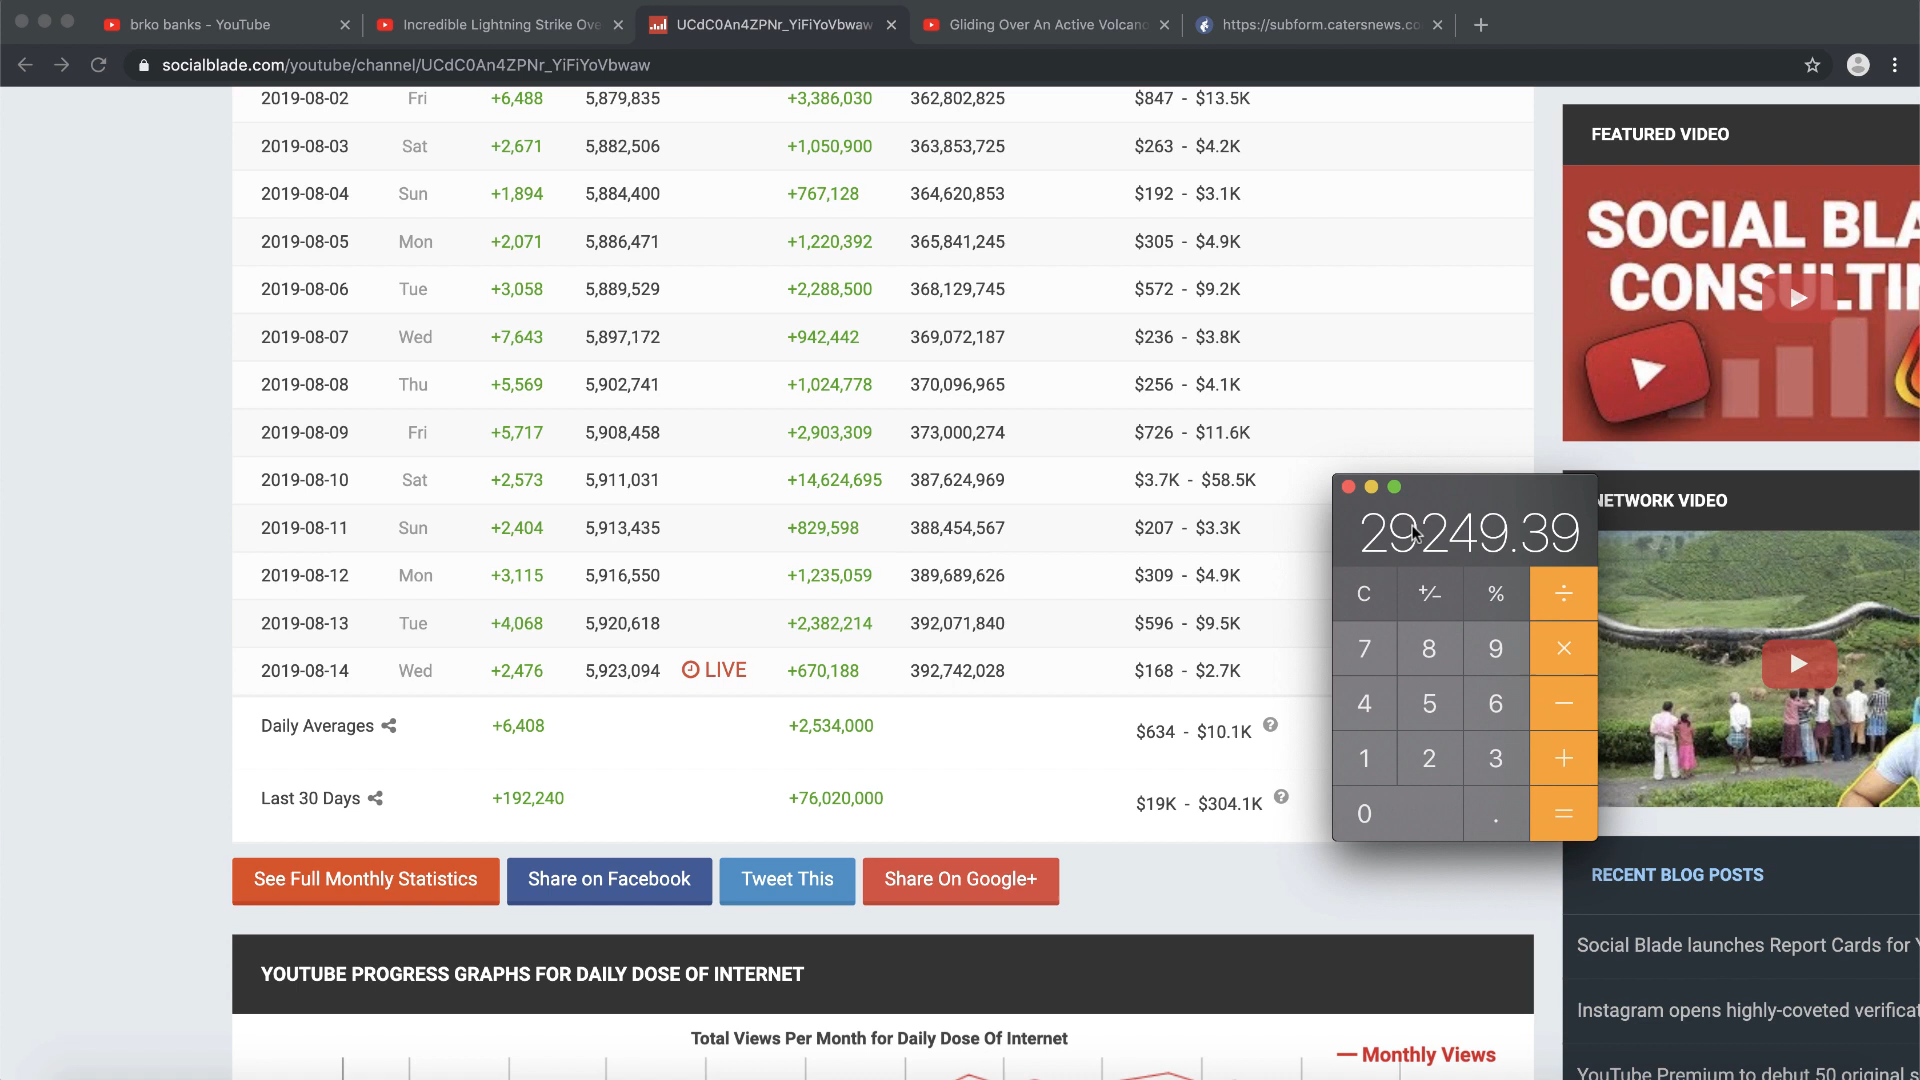 brko banks - YouTube
Incredible Lightning Strike Ove
UCdC0An4ZPNr_YiFiYoVbwaw
Gliding Over An Active Volcano
https://subform.catersnews.co
socialblade.com/youtube/channel/UCdC0An4ZPNr_YiFiYoVbwaw
2019-08-02 Fri +6,488 5,879,835 +3,386,030 362,802,825 $847 - $13.5K
2019-08-03 Sat +2,671 5,882,506 +1,050,900 363,853,725 $263 - $4.2K
2019-08-04 Sun +1,894 5,884,400 +767,128 364,620,853 $192 - $3.1K
2019-08-05 Mon +2,071 5,886,471 +1,220,392 365,841,245 $305 - $4.9K
2019-08-06 Tue +3,058 5,889,529 +2,288,500 368,129,745 $572 - $9.2K
2019-08-07 Wed +7,643 5,897,172 +942,442 369,072,187 $236 - $3.8K
2019-08-08 Thu +5,569 5,902,741 +1,024,778 370,096,965 $256 - $4.1K
2019-08-09 Fri +5,717 5,908,458 +2,903,309 373,000,274 $726 - $11.6K
2019-08-10 Sat +2,573 5,911,031 +14,624,695 387,624,969 $3.7K - $58.5K
2019-08-11 Sun +2,404 5,913,435 +829,598 388,454,567 $207 - $3.3K
2019-08-12 Mon +3,115 5,916,550 +1,235,059 389,689,626 $309 - $4.9K
2019-08-13 Tue +4,068 5,920,618 +2,382,214 392,071,840 $596 - $9.5K
2019-08-14 Wed +2,476 5,923,094 LIVE +670,188 392,742,028 $168 - $2.7K
Daily Averages +6,408 +2,534,000 $634 - $10.1K ?
Last 30 Days +192,240 +76,020,000 $19K - $304.1K ?
See Full Monthly Statistics
Share on Facebook
Tweet This
Share On Google+
YOUTUBE PROGRESS GRAPHS FOR DAILY DOSE OF INTERNET
Total Views Per Month for Daily Dose Of Internet
Monthly Views
29249.39
C +/- % ÷
7 8 9 ×
4 5 6 −
1 2 3 +
0 . =
FEATURED VIDEO
SOCIAL BLA
CONSULTIN
NETWORK VIDEO
RECENT BLOG POSTS
Social Blade launches Report Cards for Y
Instagram opens highly-coveted verificat
YouTube Premium to debut 50 original s